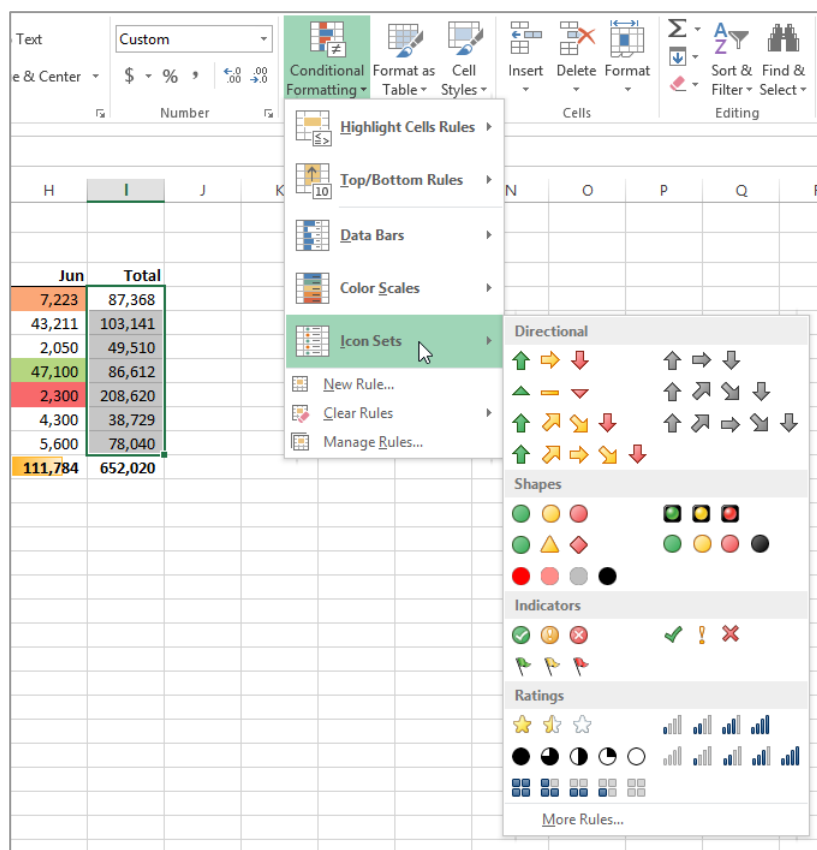 Text
Custom
e & Center
$ % ,
←.0 .00
.00 →.0
Conditional Formatting
Format as Table
Cell Styles
Insert
Delete
Format
Σ
A Z
Sort & Filter
Find & Select
Number
Cells
Editing
Highlight Cells Rules
10
Top/Bottom Rules
Data Bars
Color Scales
Icon Sets
New Rule...
Clear Rules
Manage Rules...
H I J K N O P Q
Jun Total
7,223 87,368
43,211 103,141
2,050 49,510
47,100 86,612
2,300 208,620
4,300 38,729
5,600 78,040
111,784 652,020
Directional
Shapes
Indicators
Ratings
More Rules...